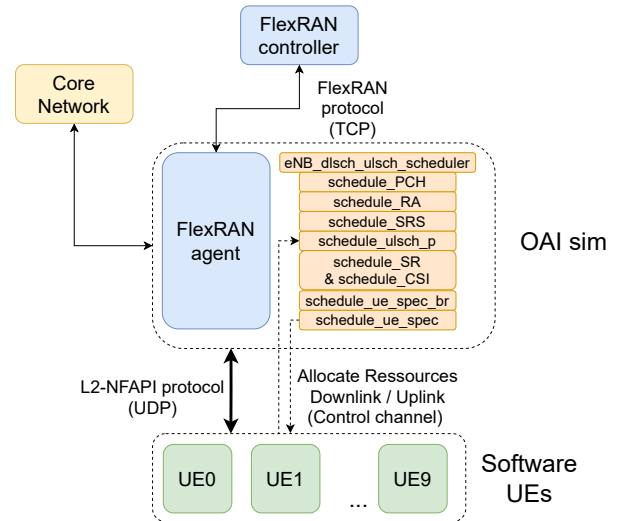 FlexRAN
controller
Core
Network
FlexRAN
protocol
(TCP)
FlexRAN
agent
eNB_dlsch_ulsch_scheduler
schedule_PCH
schedule_RA
schedule_SRS
schedule_ulsch_p
schedule_SR
& schedule_CSI
schedule_ue_spec_br
schedule_ue_spec
OAI sim
L2-NFAPI protocol
(UDP)
Allocate Ressources
Downlink / Uplink
(Control channel)
UE0
UE1
...
UE9
Software
UEs